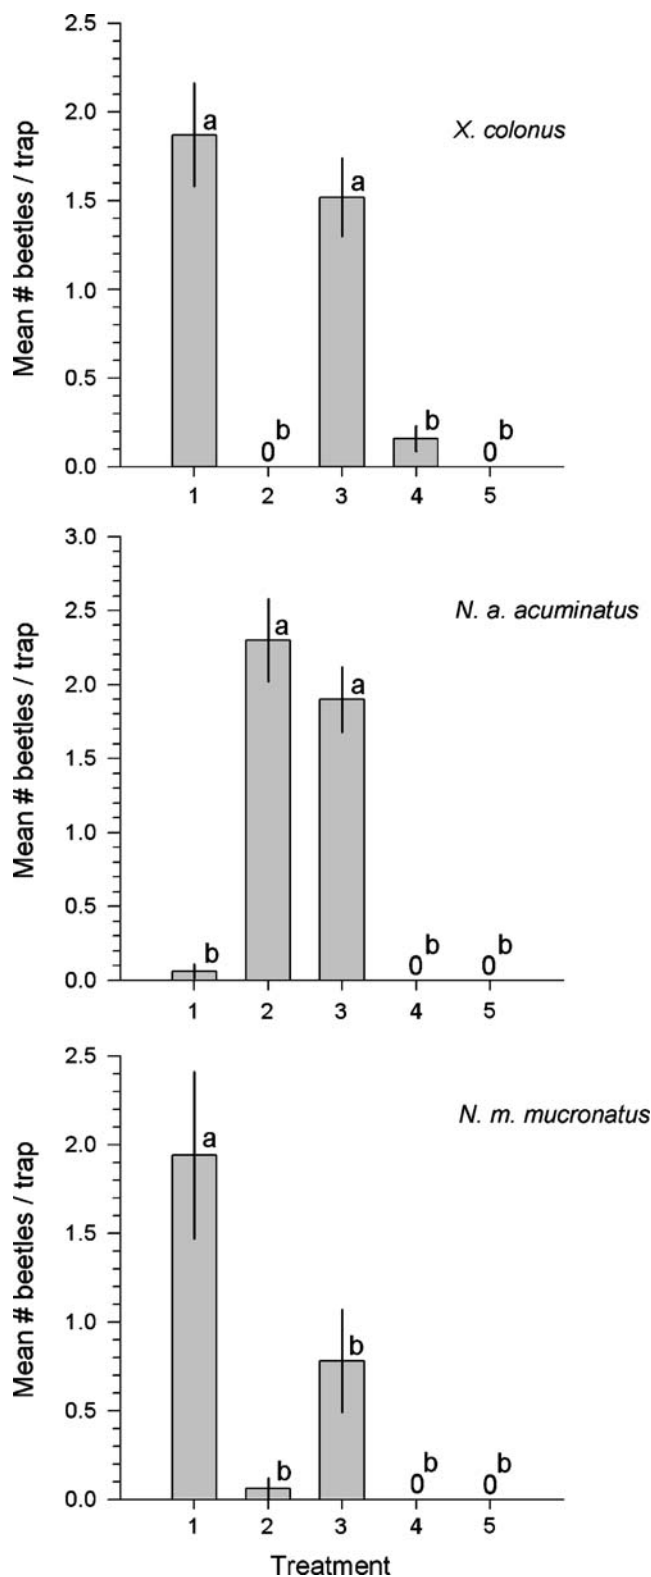 2.5
2.0
1.5
1.0
0.5
0.0
Mean # beetles / trap
X. colonus
a
0 b
a
b
0 b
1 2 3 4 5
3.0
2.5
2.0
1.5
1.0
0.5
0.0
Mean # beetles / trap
N. a. acuminatus
b
a
a
0 b
0 b
1 2 3 4 5
2.5
2.0
1.5
1.0
0.5
0.0
Mean # beetles / trap
N. m. mucronatus
a
b
b
0 b
0 b
1 2 3 4 5
Treatment